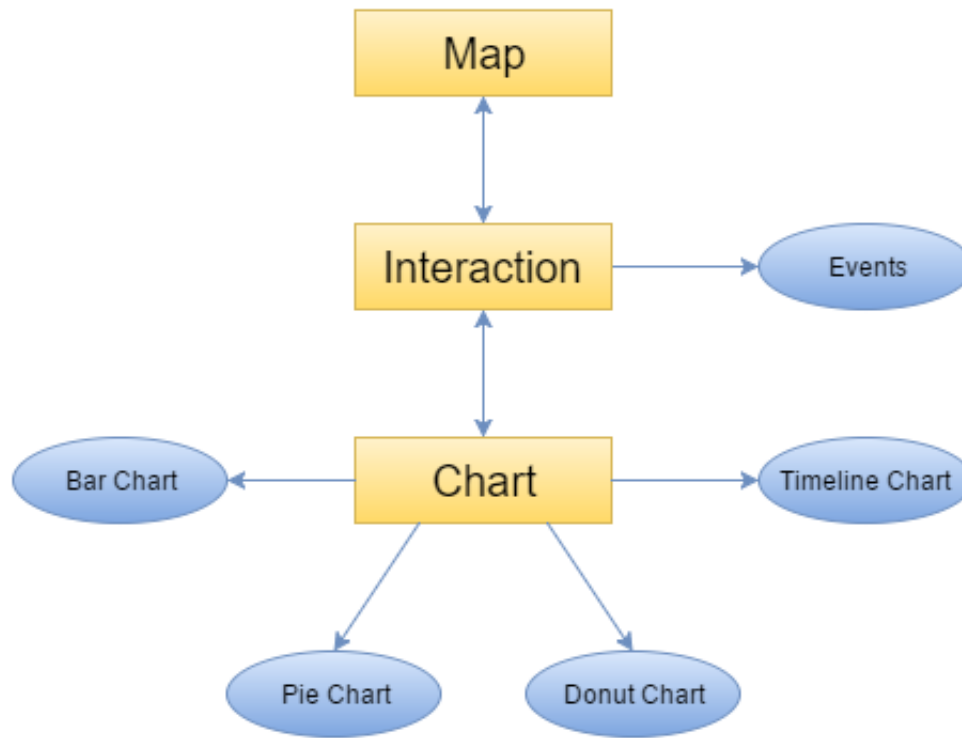 Map
Interaction
Events
Bar Chart
Chart
Timeline Chart
Pie Chart
Donut Chart